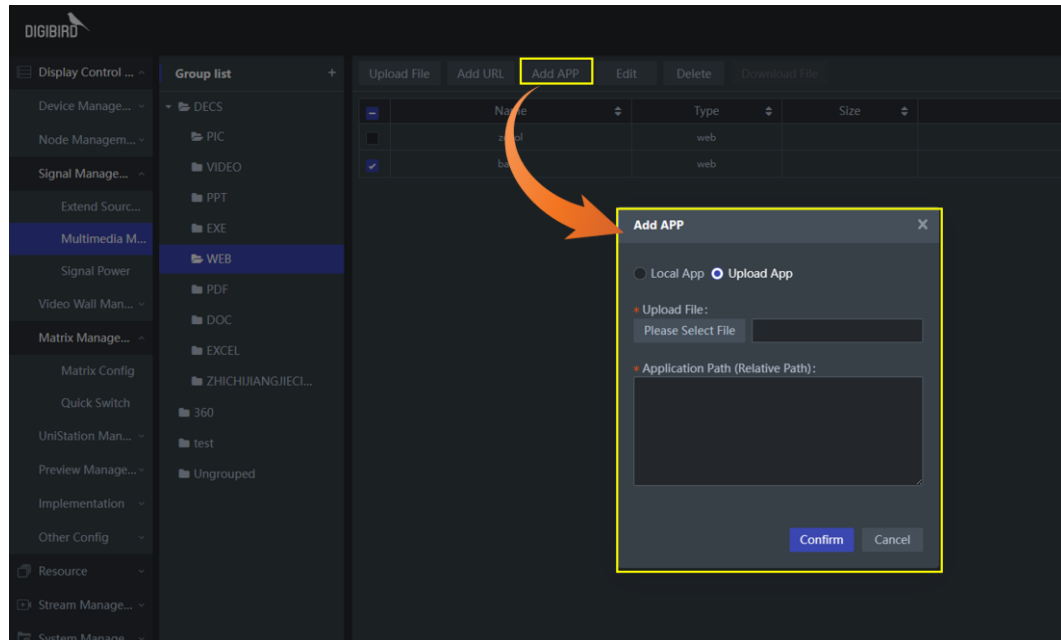 DIGIBIRD
Display Control ...
Device Manage...
Node Managem...
Signal Manage...
Extend Sourc...
Multimedia M...
Signal Power
Video Wall Man...
Matrix Manage...
Matrix Config
Quick Switch
UniStation Man...
Preview Manage...
Implementation
Other Config
Resource
Stream Manage...
System Manage...
Group list +
DECS
PIC
VIDEO
PPT
EXE
WEB
PDF
DOC
EXCEL
ZHICHIJIANGJIECI...
360
test
Ungrouped
Upload File Add URL Add APP Edit Delete Download File
Name Type Size
web
web
Add APP X
Local App Upload App
* Upload File:
Please Select File
* Application Path (Relative Path):
Confirm Cancel